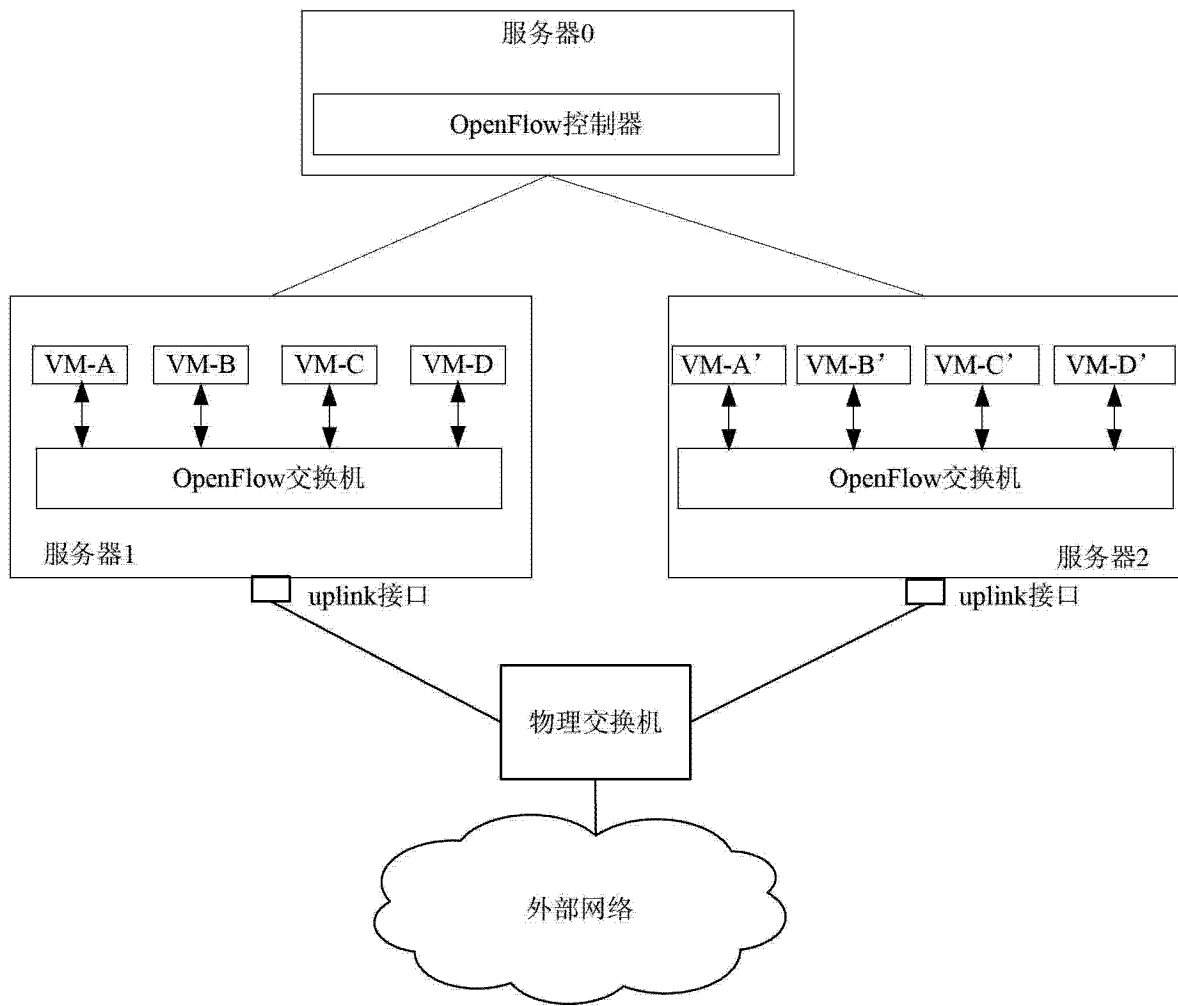 服务器0
OpenFlow控制器
VM-A
VM-B
VM-C
VM-D
OpenFlow交换机
服务器1
uplink接口
VM-A’
VM-B’
VM-C’
VM-D’
OpenFlow交换机
服务器2
uplink接口
物理交换机
外部网络